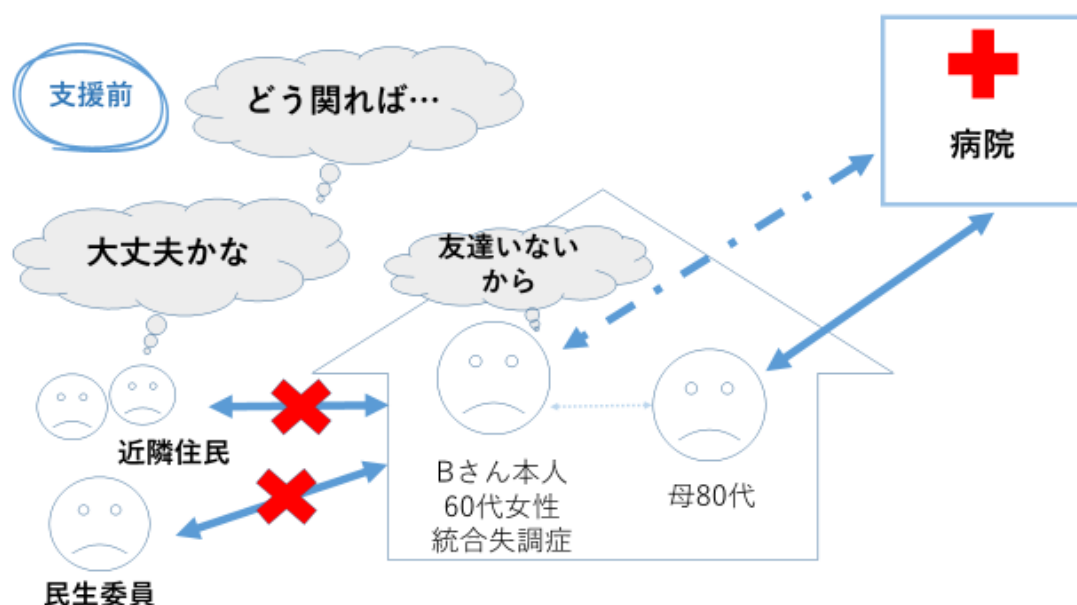 支援前
どう関れば…
病院
大丈夫かな
友達いない
から
近隣住民
Bさん本人
60代女性
統合失調症
母80代
民生委員